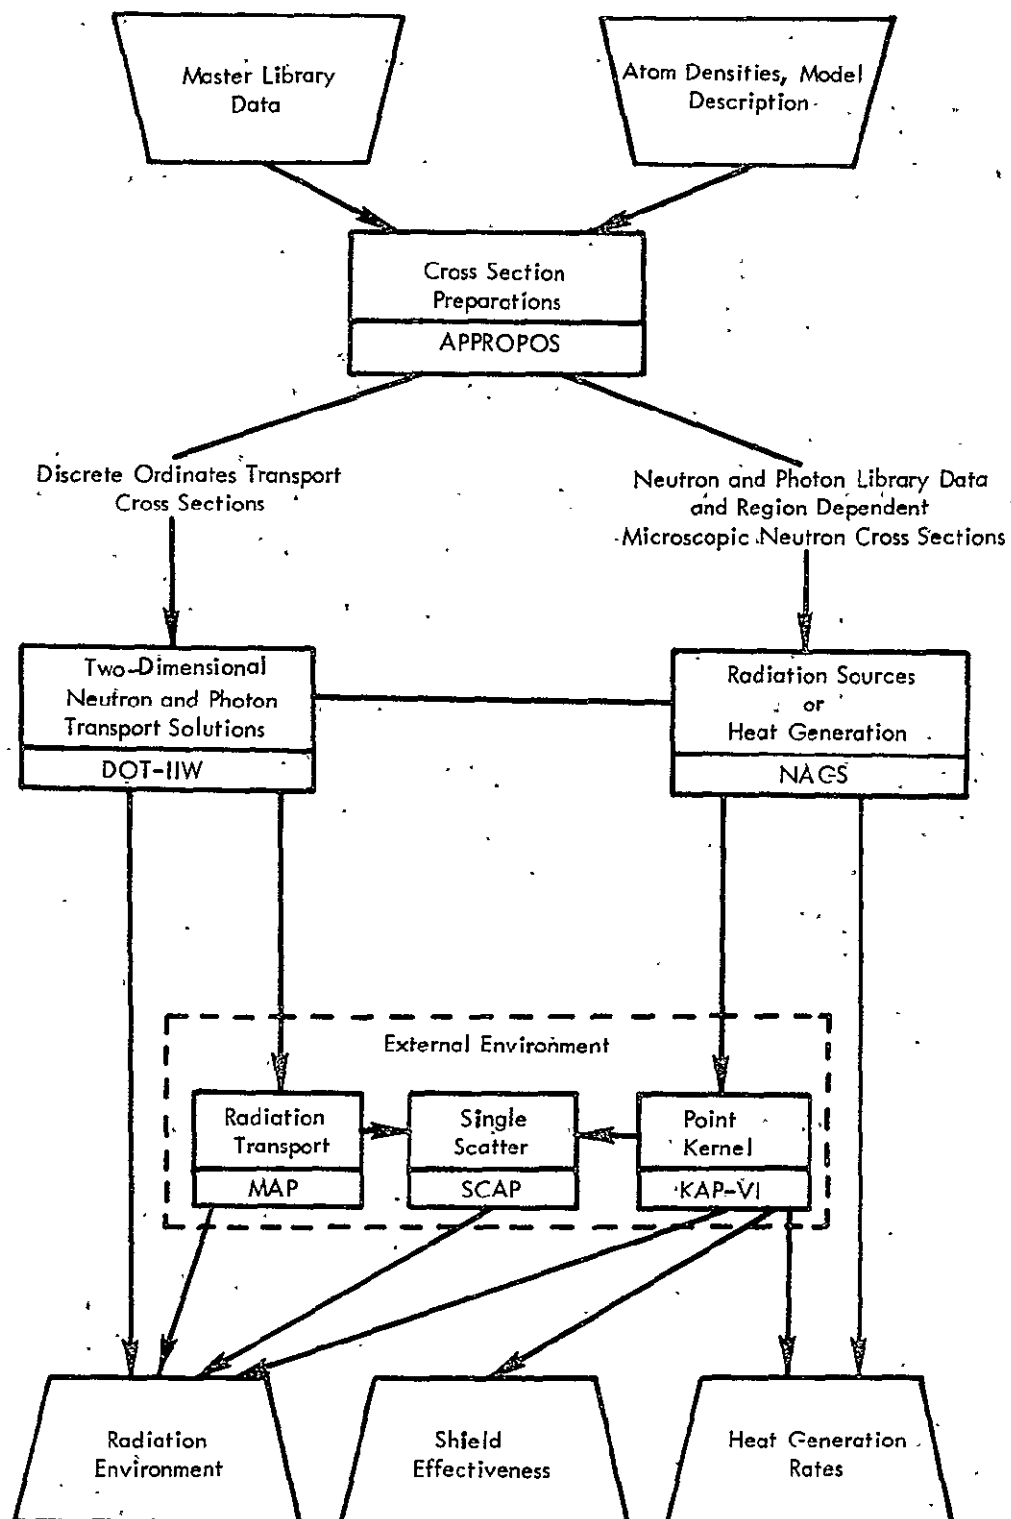 Master Library
Data
Atom Densities, Model
Description
Cross Section
Preparations
APPROPOS
Discrete Ordinates Transport
Cross Sections
Neutron and Photon Library Data
and Region Dependent
Microscopic Neutron Cross Sections
Two-Dimensional
Neutron and Photon
Transport Solutions
DOT-IIW
Radiation Sources
or
Heat Generation
NAGS
External Environment
Radiation
Transport
MAP
Single
Scatter
SCAP
Point
Kernel
KAP-VI
Radiation
Environment
Shield
Effectiveness
Heat Generation
Rates